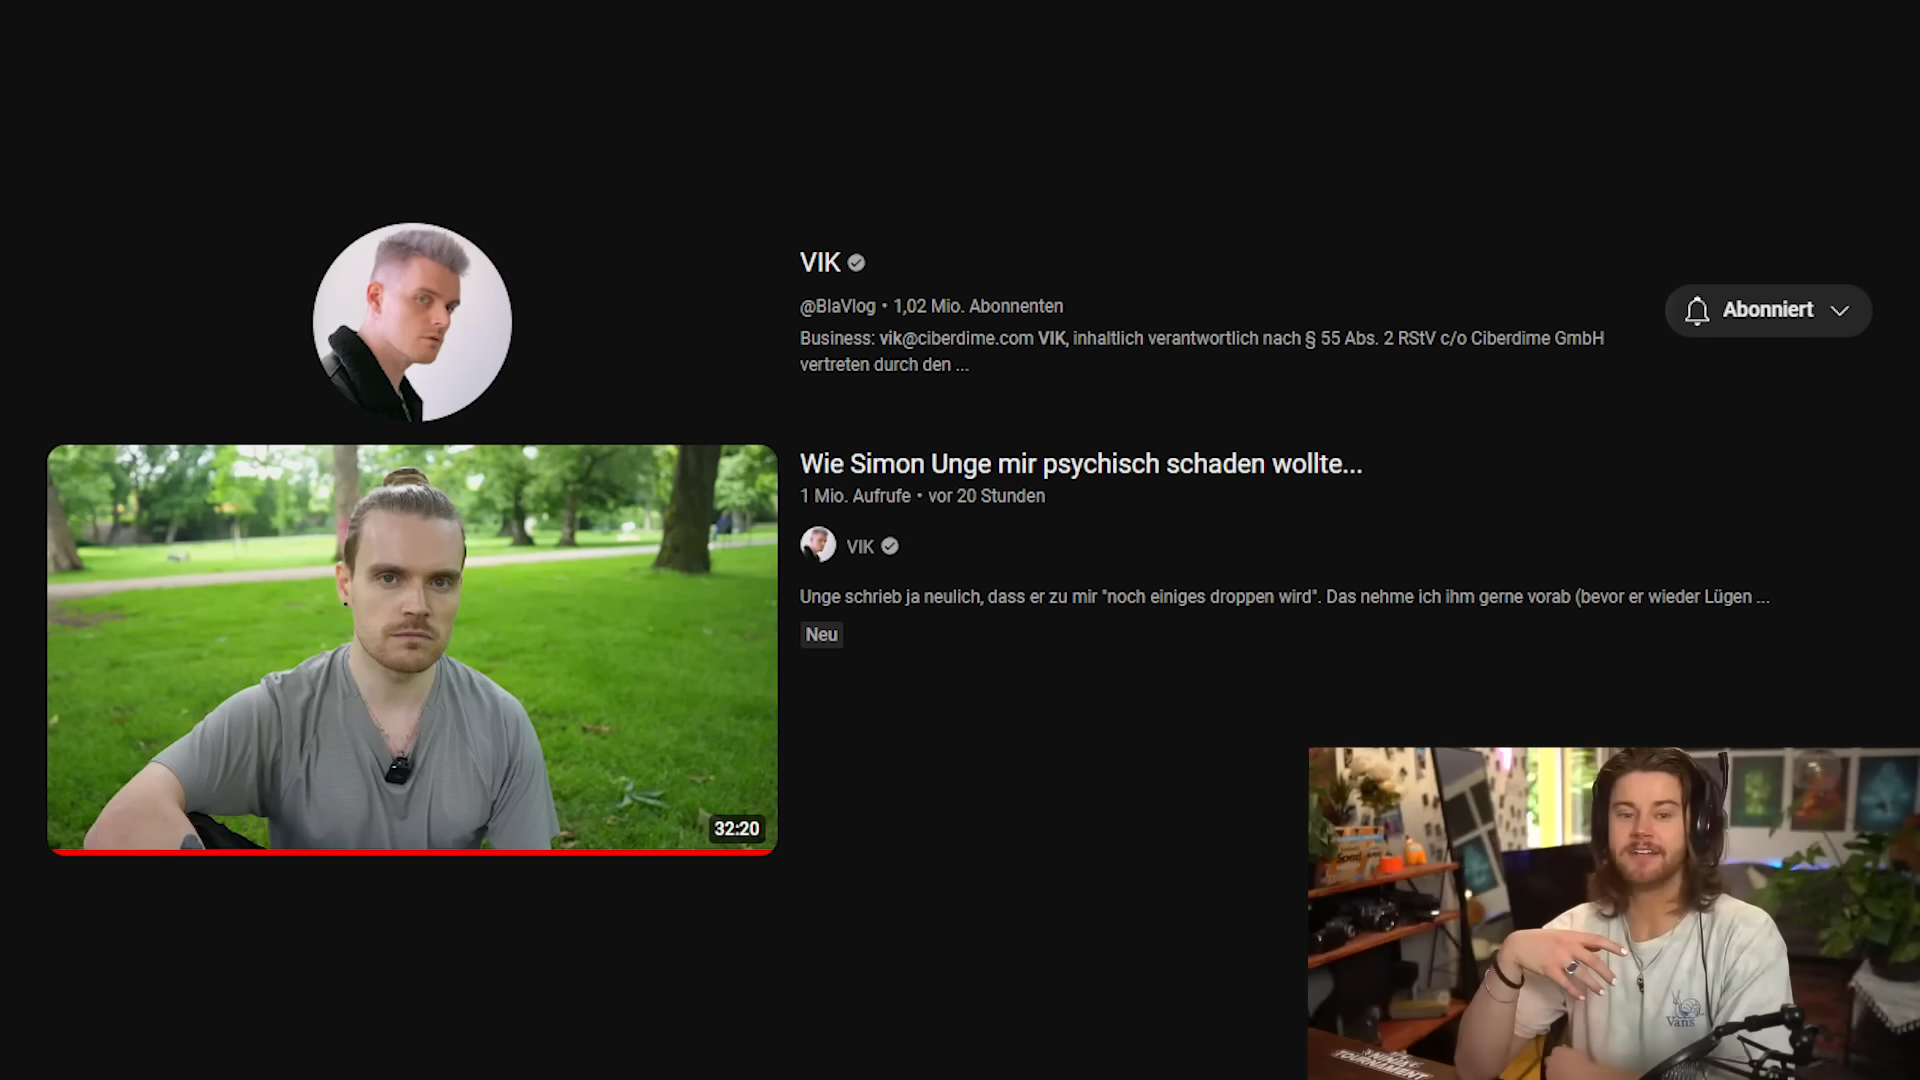 VIK
@BlaVlog • 1,02 Mio. Abonnenten
Business: vik@ciberdime.com VIK, inhaltlich verantwortlich nach § 55 Abs. 2 RStV c/o Ciberdime GmbH
vertreten durch den ...
Abonniert
Wie Simon Unge mir psychisch schaden wollte...
1 Mio. Aufrufe • vor 20 Stunden
VIK
Unge schrieb ja neulich, dass er zu mir "noch einiges droppen wird". Das nehme ich ihm gerne vorab (bevor er wieder Lügen ...
Neu
32:20
Vans
NINJA
TOURNAMENT